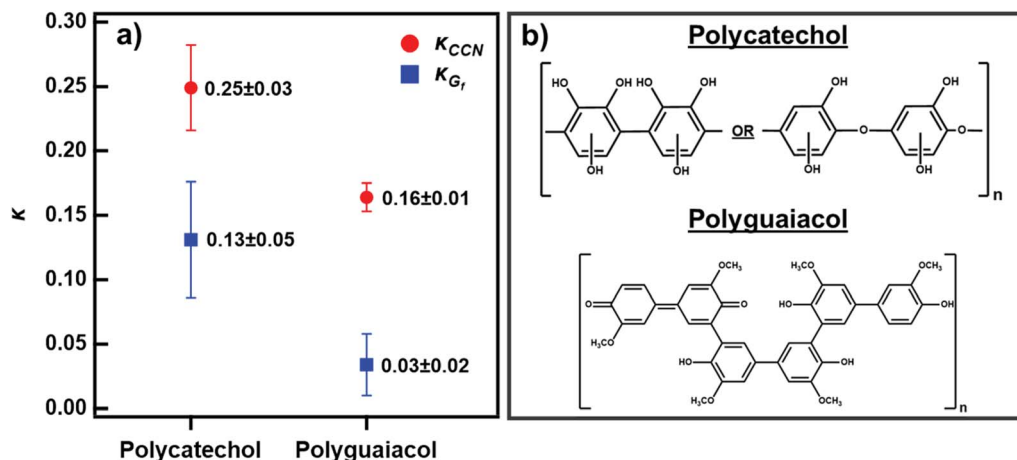 a)
κCCN
κGf
0.30
0.25
0.20
0.15
0.10
0.05
0.00
κ
0.25±0.03
0.13±0.05
0.16±0.01
0.03±0.02
Polycatechol Polyguaiacol
b)
Polycatechol
HO OH HO OH OH OH
OR O O
OH OH OH OH OH
n
Polyguaiacol
OCH₃ H₃CO OCH₃
O O HO OH
H₃CO
HO OH
OCH₃ OCH₃
n